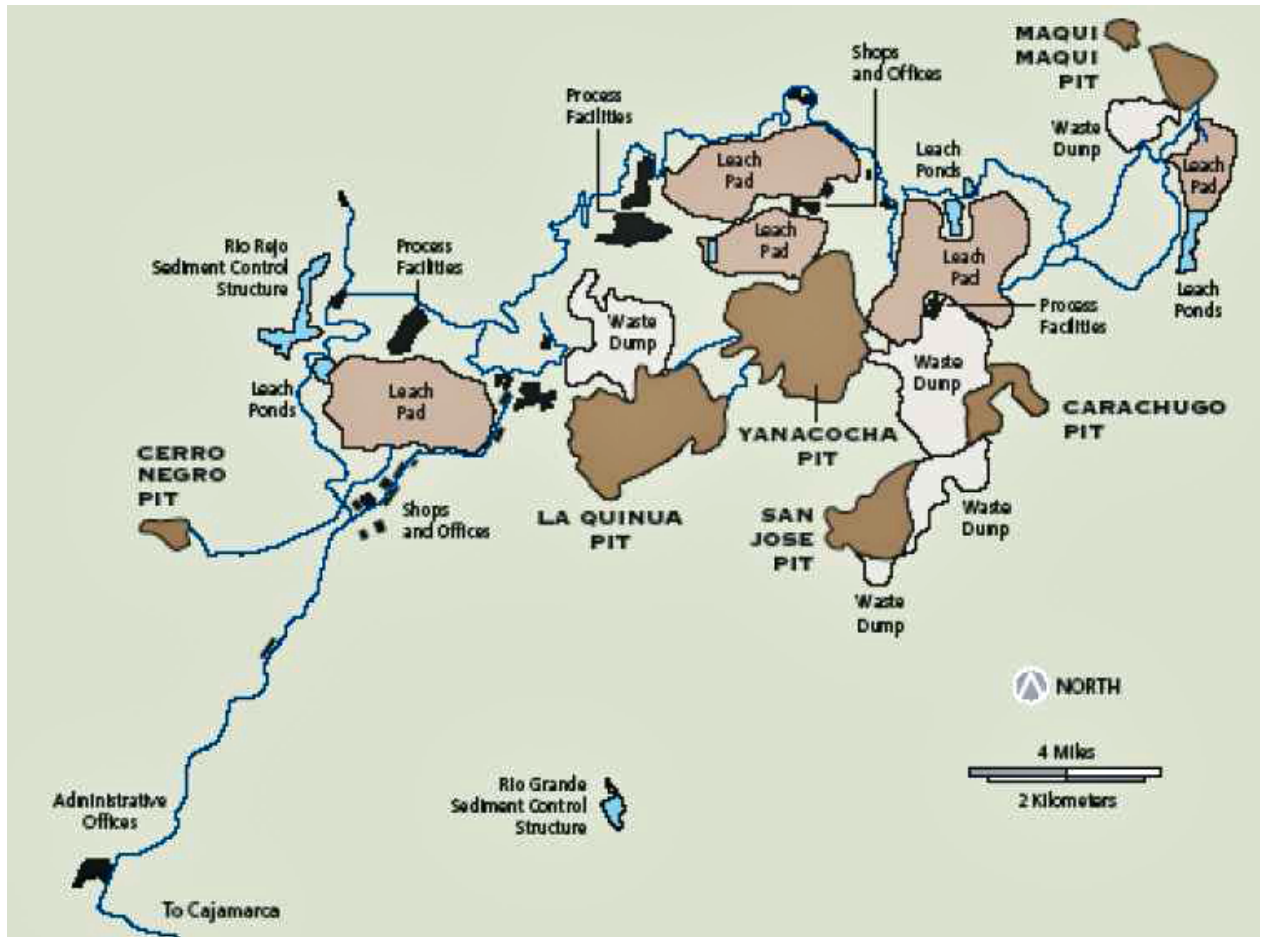 MAQUI
MAQUI
PIT
Shops
and Offices
Process
Facilities
Waste
Dump
Leach
Ponds
Leach
Pad
Leach
Pad
Leach
Pad
Rio Rejo
Sediment Control
Structure
Process
Facilities
Leach
Pad
Leach
Ponds
Process
Facilities
Waste
Dump
Waste
Dump
Leach
Ponds
Leach
Pad
CARACHUGO
PIT
YANACOCHA
PIT
CERRO
NEGRO
PIT
Shops
and Offices
LA QUINUA
PIT
SAN
JOSE
PIT
Waste
Dump
Waste
Dump
NORTH
4 Miles
2 Kilometers
Rio Grande
Sediment Control
Structure
Administrative
Offices
To Cajamarca